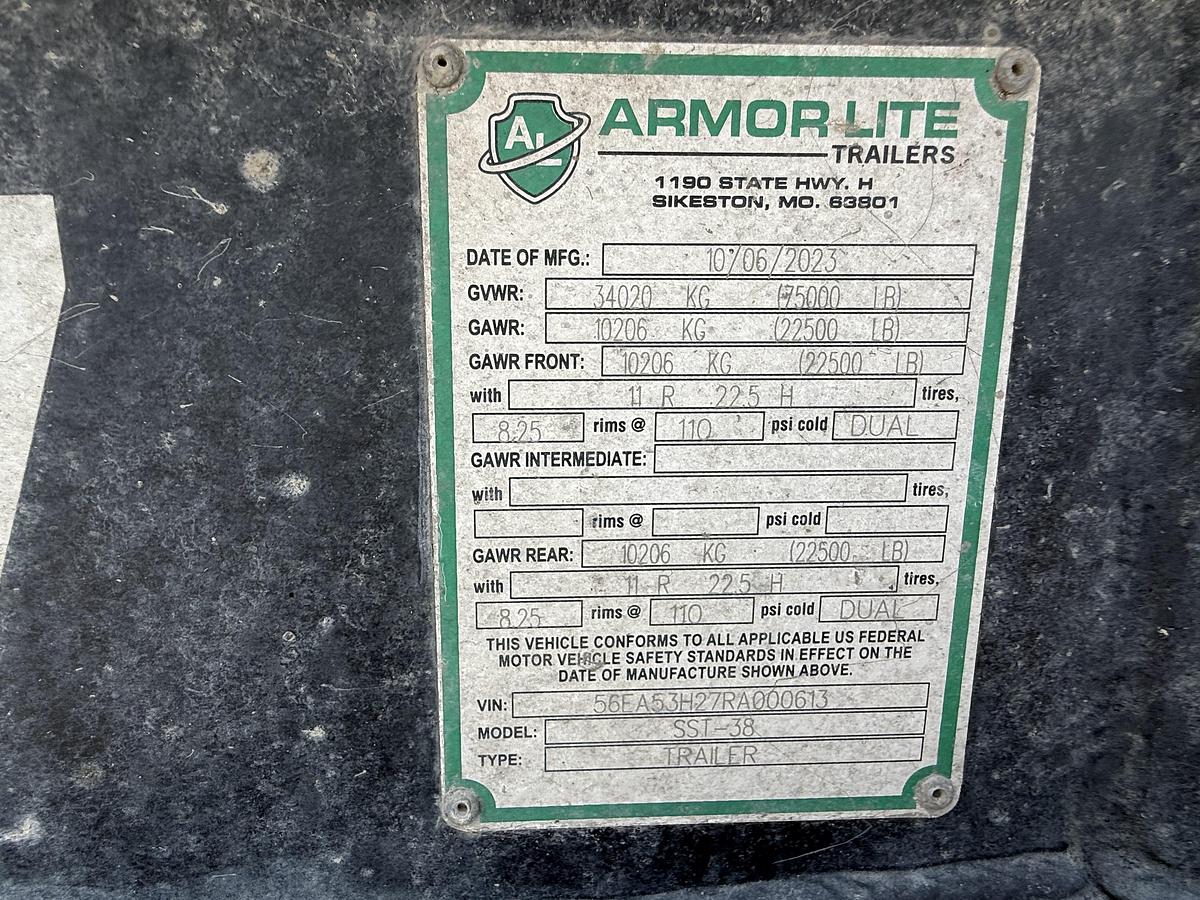 AL
ARMOR LITE
TRAILERS
1190 STATE HWY. H
SIKESTON, MO. 63801
DATE OF MFG.: 10/06/2023
GVWR: 34020 KG (75000 LB)
GAWR: 10206 KG (22500 LB)
GAWR FRONT: 10206 KG (22500 LB)
with 11 R 22.5 H tires,
8.25 rims @ 110 psi cold DUAL
GAWR INTERMEDIATE:
with tires,
rims @ psi cold
GAWR REAR: 10206 KG (22500 LB)
with 11 R 22.5 H tires,
8.25 rims @ 110 psi cold DUAL
THIS VEHICLE CONFORMS TO ALL APPLICABLE US FEDERAL
MOTOR VEHICLE SAFETY STANDARDS IN EFFECT ON THE
DATE OF MANUFACTURE SHOWN ABOVE.
VIN: 56EA53H27RA000613
MODEL: SST-38
TYPE: TRAILER